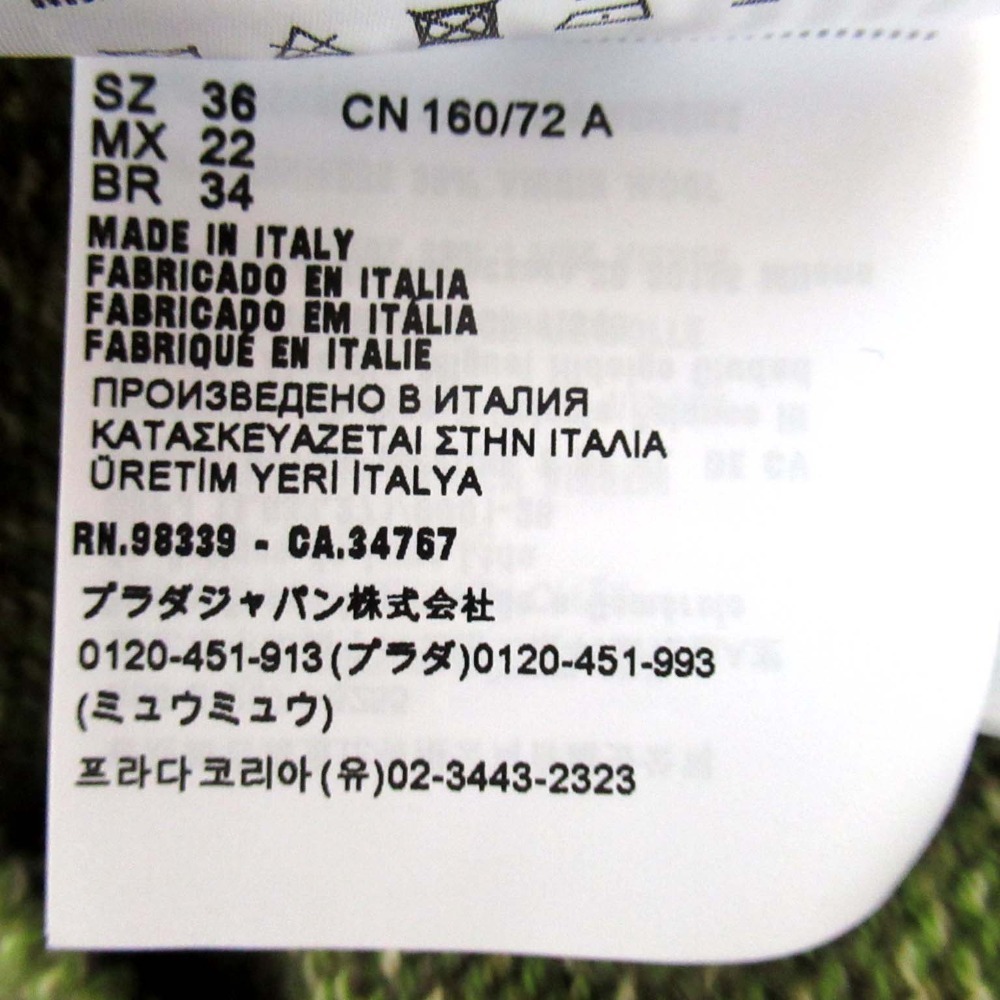 SZ 36 CN 160/72 A
MX 22
BR 34
MADE IN ITALY
FABRICADO EN ITALIA
FABRICADO EM ITÁLIA
FABRIQUÉ EN ITALIE
ПРОИЗВЕДЕНО В ИТАЛИЯ
ΚΑΤΑΣΚΕΥΑΖΕΤΑΙ ΣΤΗΝ ΙΤΑΛΙΑ
ÜRETİM YERİ İTALYA
RN.98339 - CA.34767
プラダジャパン株式会社
0120-451-913(プラダ)0120-451-993
(ミュウミュウ)
프라다코리아(유)02-3443-2323